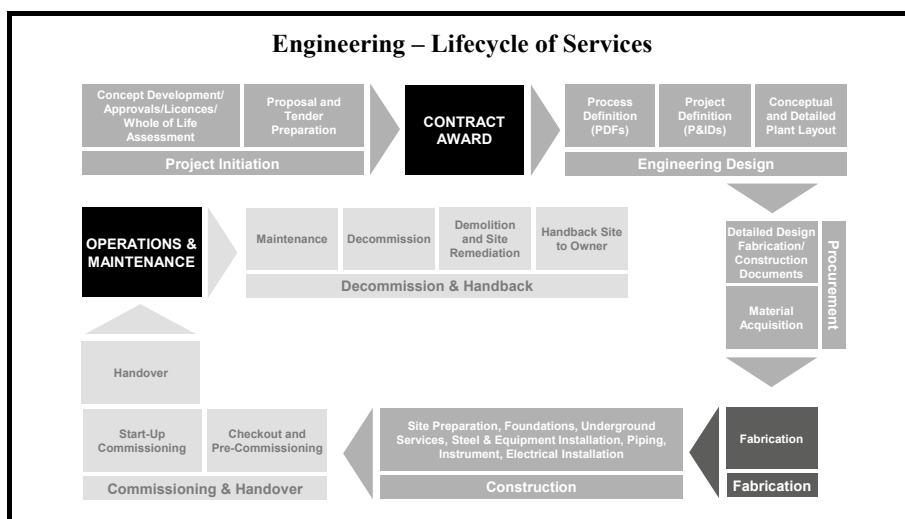 Engineering – Lifecycle of Services
Concept Development/
Approvals/Licences/
Whole of Life
Assessment
Proposal and
Tender
Preparation
Project Initiation
CONTRACT
AWARD
Process
Definition
(PDFs)
Project
Definition
(P&IDs)
Conceptual
and Detailed
Plant Layout
Engineering Design
Detailed Design
Fabrication/
Construction
Documents
Material
Acquisition
Procurement
OPERATIONS &
MAINTENANCE
Maintenance
Decommission
Demolition
and Site
Remediation
Handback Site
to Owner
Decommission & Handback
Handover
Start-Up
Commissioning
Checkout and
Pre-Commissioning
Commissioning & Handover
Site Preparation, Foundations, Underground
Services, Steel & Equipment Installation, Piping,
Instrument, Electrical Installation
Construction
Fabrication
Fabrication